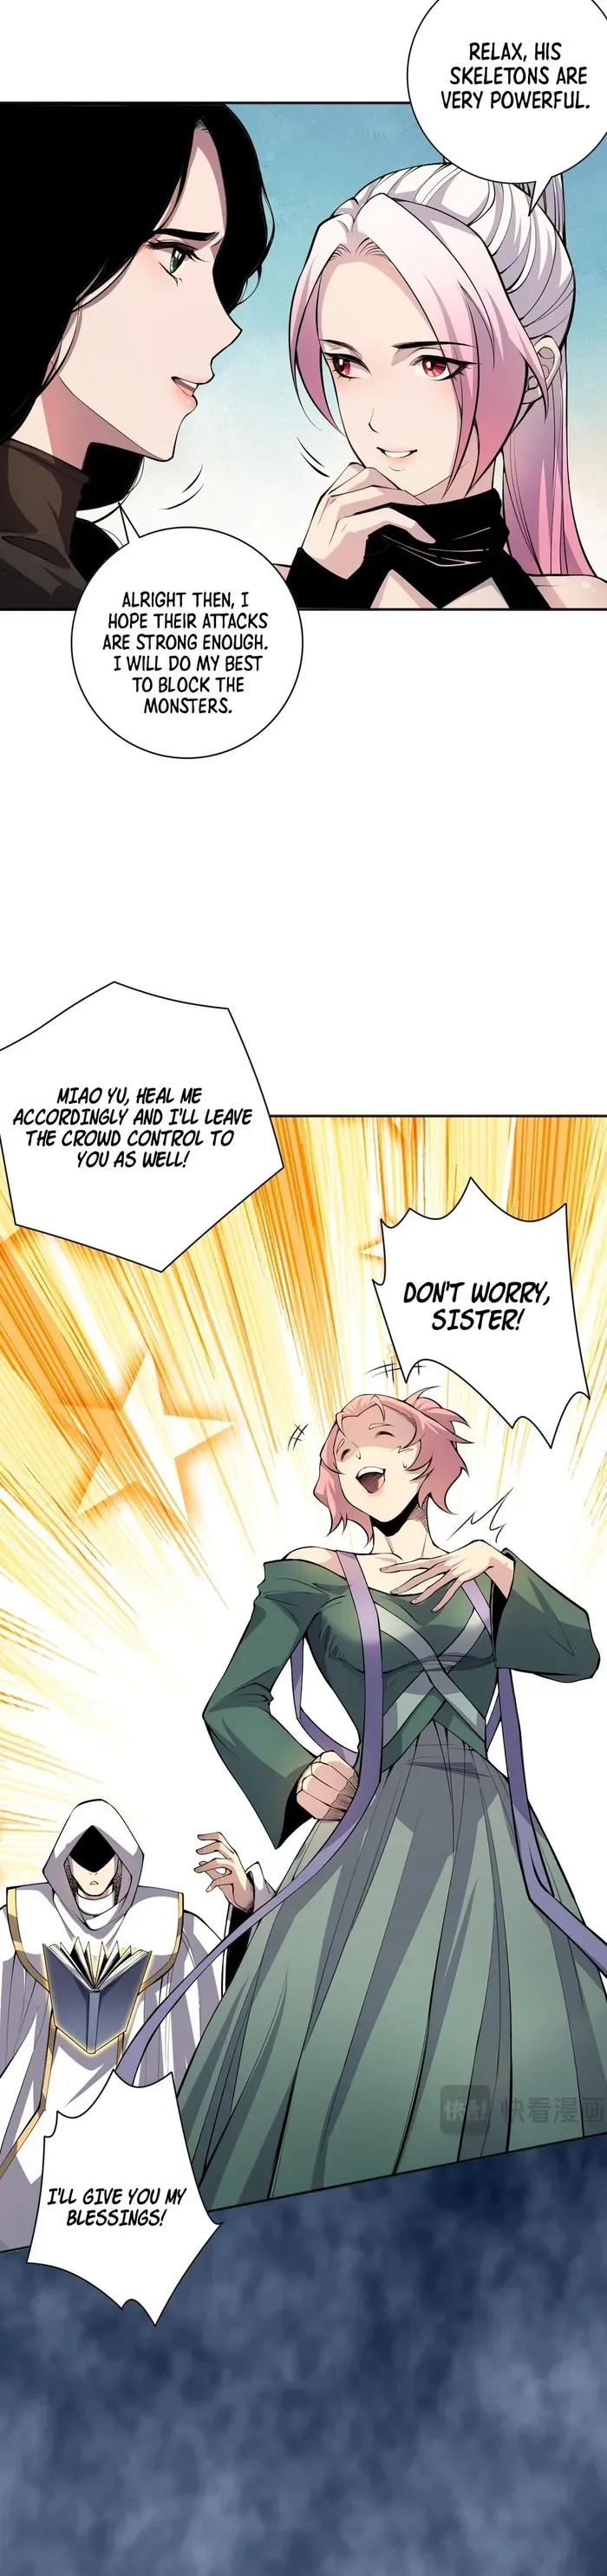 RELAX, HIS
SKELETONS ARE
VERY POWERFUL.
ALRIGHT THEN, I
HOPE THEIR ATTACKS
ARE STRONG ENOUGH.
I WILL DO MY BEST
TO BLOCK THE
MONSTERS.
MIAO YU, HEAL ME
ACCORDINGLY AND I'LL LEAVE
THE CROWD CONTROL TO
YOU AS WELL!
DON'T WORRY,
SISTER!
快看! 快看漫画
I'LL GIVE YOU MY
BLESSINGS!